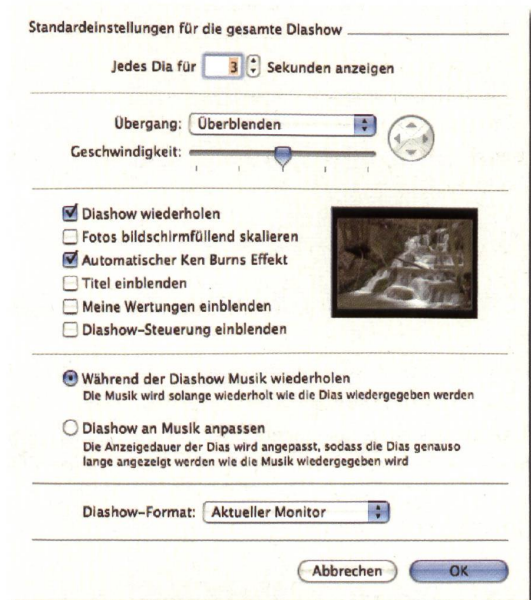 Standardeinstellungen für die gesamte Diashow
Jedes Dia für 3 Sekunden anzeigen
Übergang: Überblenden
Geschwindigkeit:
Diashow wiederholen
Fotos bildschirmfüllend skalieren
Automatischer Ken Burns Effekt
Titel einblenden
Meine Wertungen einblenden
Diashow-Steuerung einblenden
Während der Diashow Musik wiederholen
Die Musik wird solange wiederholt wie die Dias wiedergegeben werden
Diashow an Musik anpassen
Die Anzeigedauer der Dias wird angepasst, sodass die Dias genauso
lange angezeigt werden wie die Musik wiedergegeben wird
Diashow-Format: Aktueller Monitor
Abbrechen OK